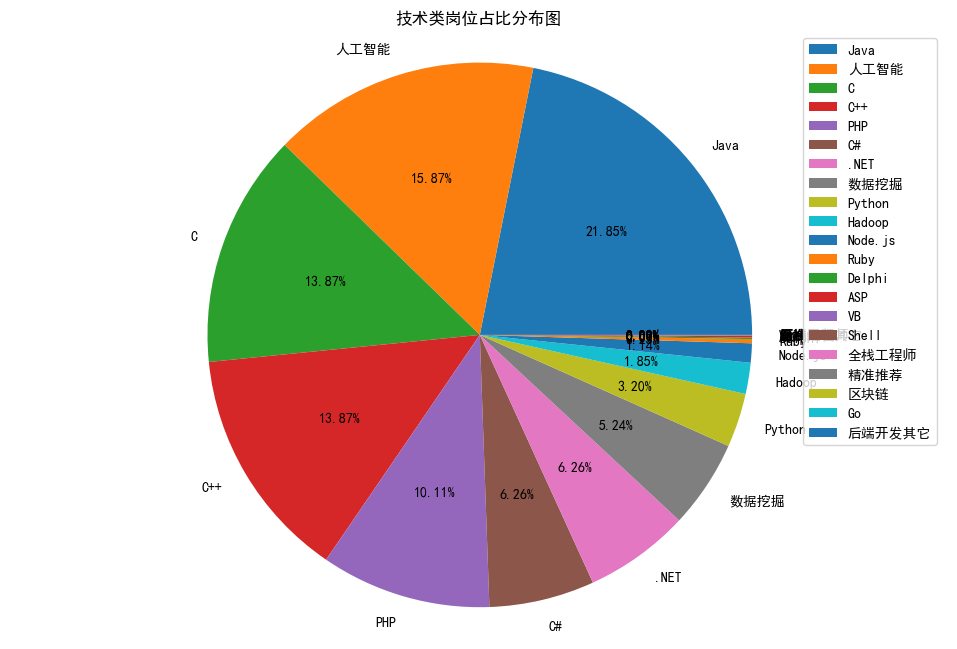 技术类岗位占比分布图
人工智能
Java
C
C++
PHP
C#
.NET
数据挖掘
Python
Hadoop
21.85%
15.87%
13.87%
13.87%
10.11%
6.26%
6.26%
5.24%
3.20%
1.85%
1.14%
Java
人工智能
C
C++
PHP
C#
.NET
数据挖掘
Python
Hadoop
Node.js
Ruby
Delphi
ASP
VB
Shell
全栈工程师
精准推荐
区块链
Go
后端开发其它